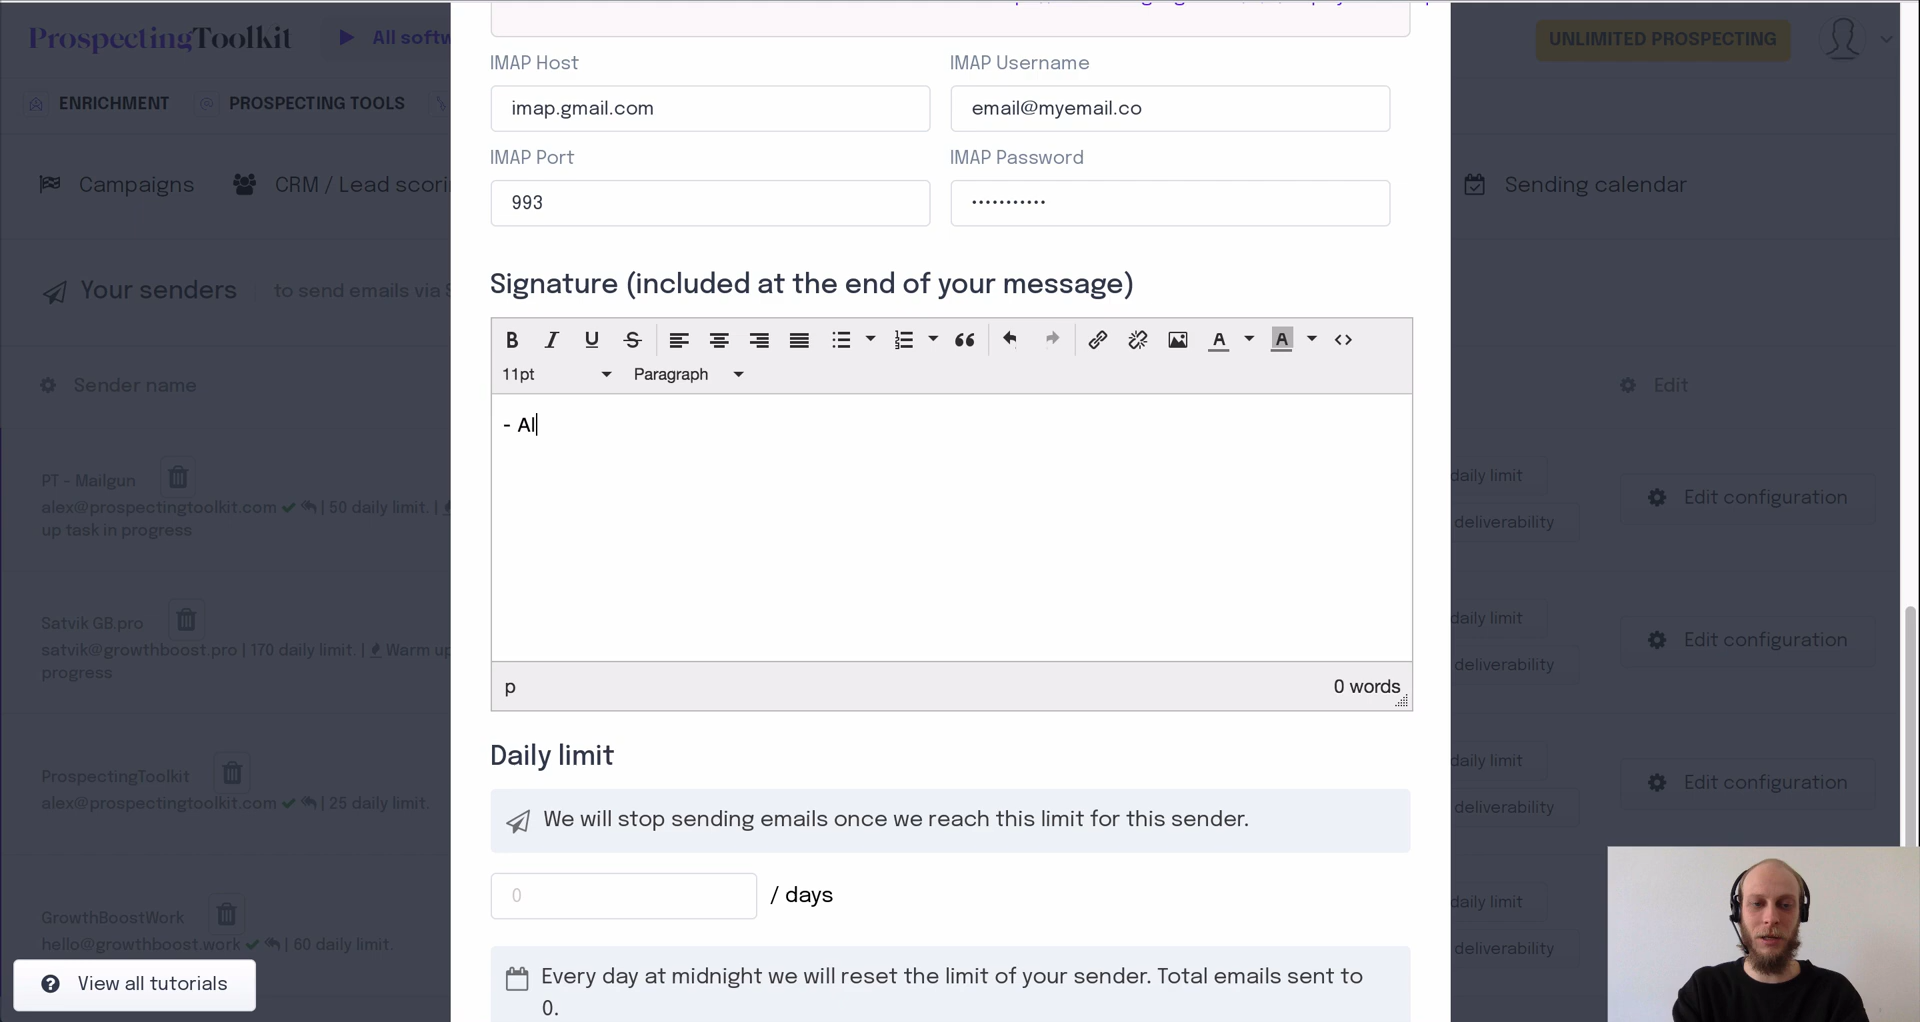 ProspectingToolkit
All softw
UNLIMITED PROSPECTING
ENRICHMENT
PROSPECTING TOOLS
Campaigns
CRM / Lead scori
Sending calendar
Your senders
to send emails via S
Sender name
Edit
PT - Mailgun
alex@prospectingtoolkit.com | 50 daily limit. |
up task in progress
daily limit
deliverability
Edit configuration
Satvik GB.pro
satvik@growthboost.pro | 170 daily limit. | Warm up
progress
daily limit
deliverability
Edit configuration
ProspectingToolkit
alex@prospectingtoolkit.com | 25 daily limit.
daily limit
deliverability
Edit configuration
GrowthBoostWork
hello@growthboost.work | 60 daily limit.
daily limit
deliverability
View all tutorials
IMAP Host
IMAP Username
imap.gmail.com
email@myemail.co
IMAP Port
IMAP Password
993
•••••••••••
Signature (included at the end of your message)
B I U S A A <>
11pt Paragraph
- Al
p
0 words
Daily limit
We will stop sending emails once we reach this limit for this sender.
0 / days
Every day at midnight we will reset the limit of your sender. Total emails sent to
0.